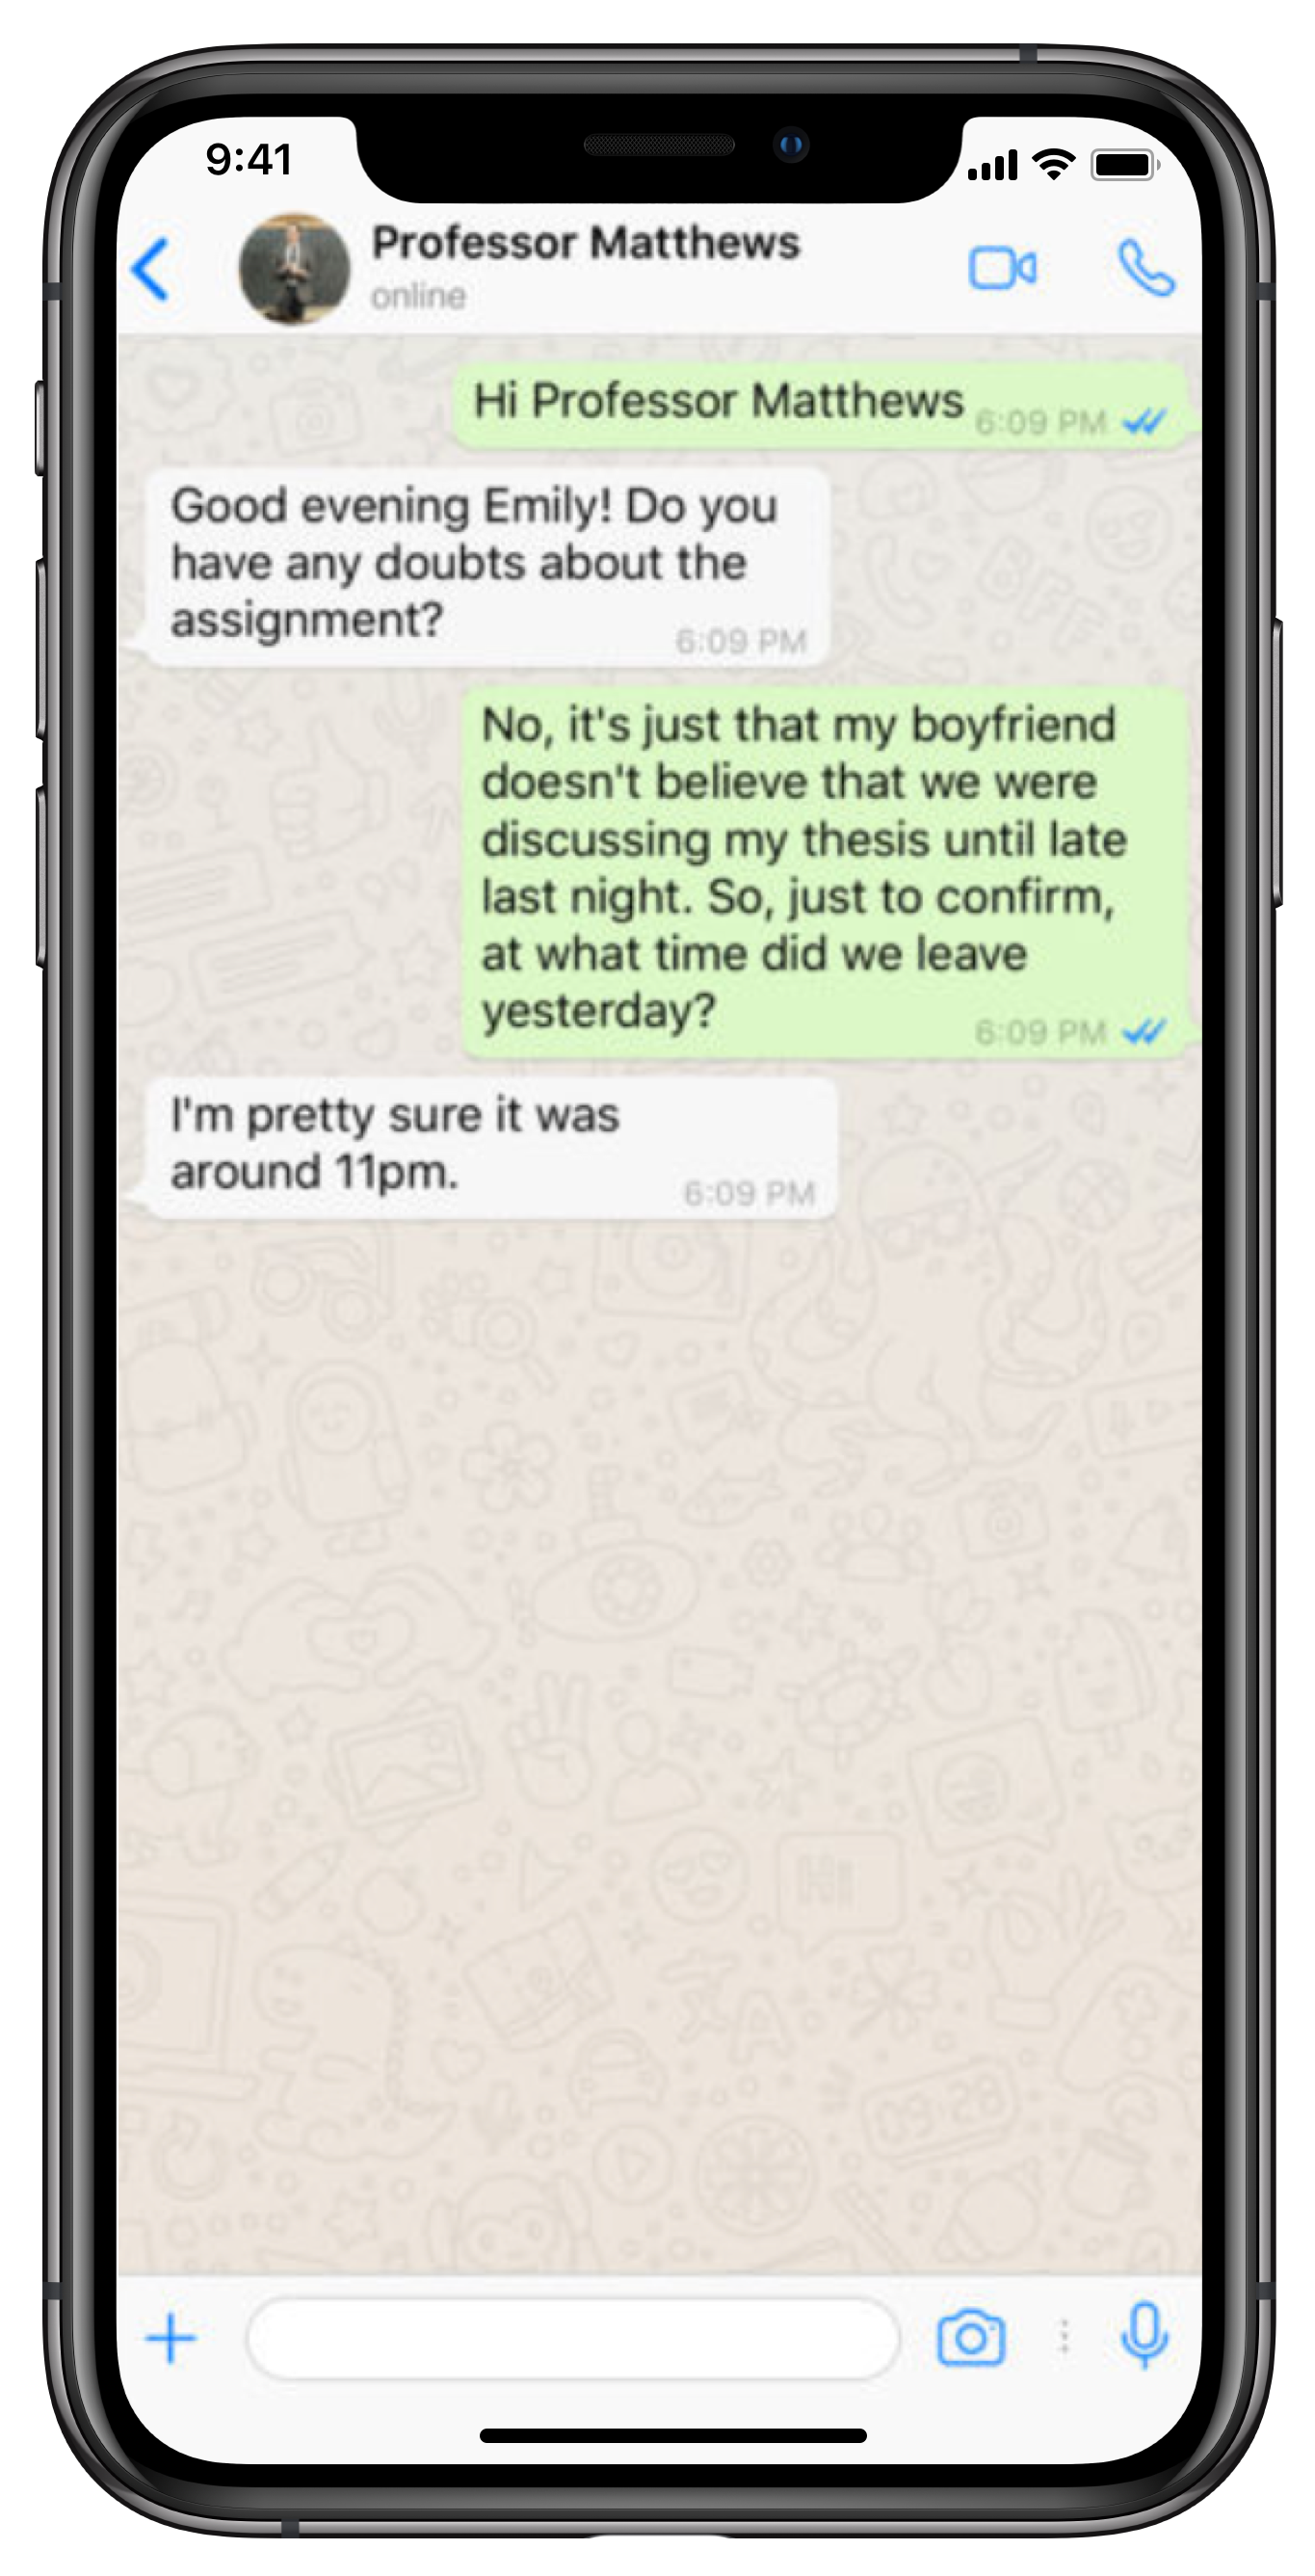 9:41
Professor Matthews
online
Hi Professor Matthews 6:09 PM
Good evening Emily! Do you
have any doubts about the
assignment? 6:09 PM
No, it's just that my boyfriend
doesn't believe that we were
discussing my thesis until late
last night. So, just to confirm,
at what time did we leave
yesterday? 6:09 PM
I'm pretty sure it was
around 11pm. 6:09 PM